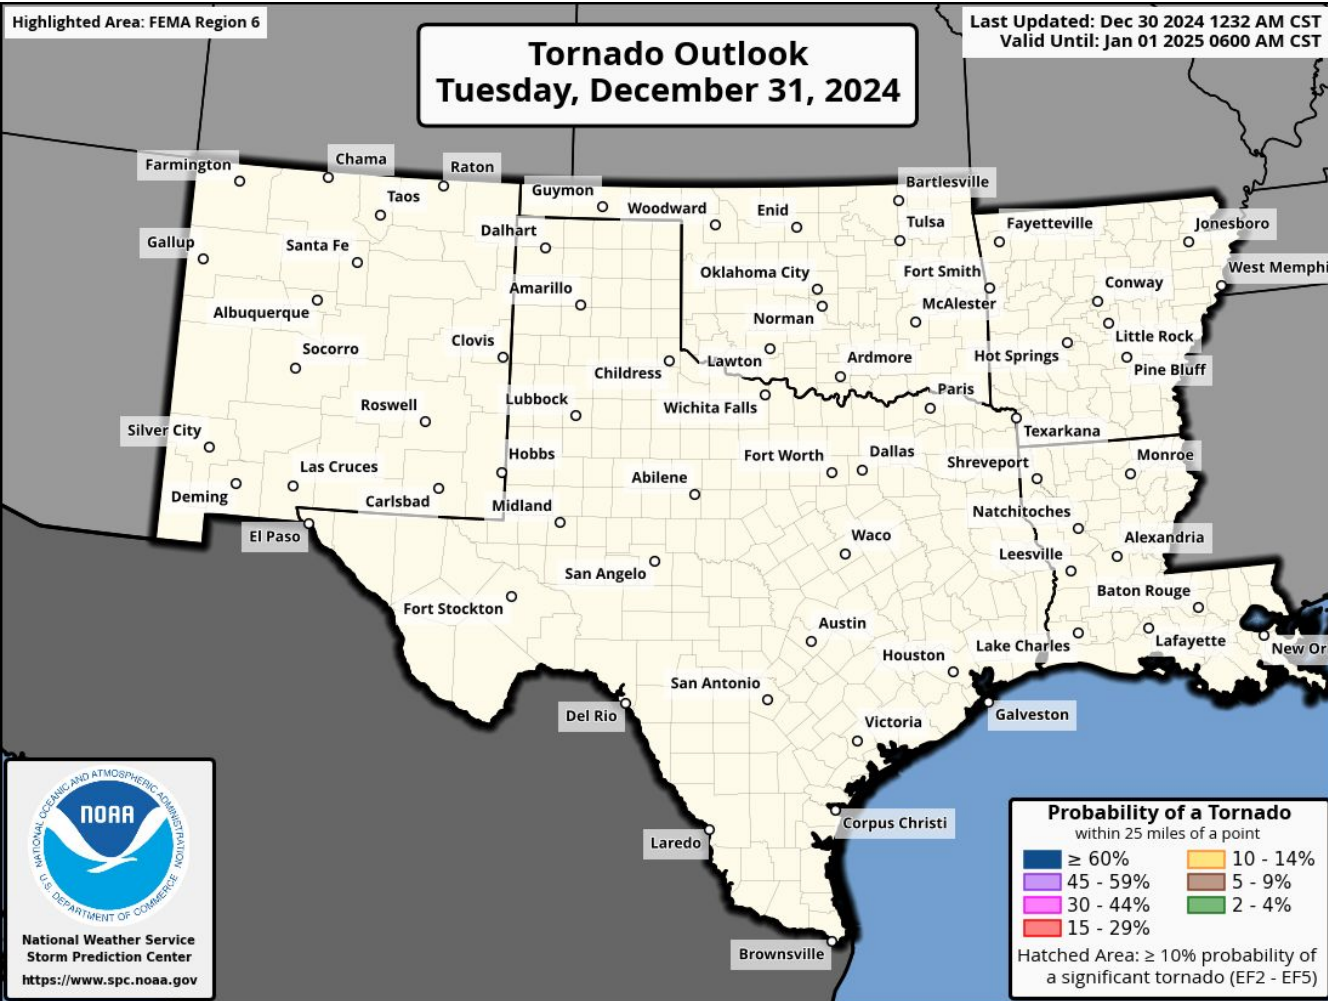 Highlighted Area: FEMA Region 6
Last Updated: Dec 30 2024 1232 AM CST
Valid Until: Jan 01 2025 0600 AM CST
Tornado Outlook
Tuesday, December 31, 2024
Farmington
Chama
Raton
Taos
Guymon
Woodward
Enid
Bartlesville
Tulsa
Fayetteville
Jonesboro
Gallup
Santa Fe
Dalhart
Oklahoma City
Fort Smith
West Memphi
Albuquerque
Amarillo
Norman
McAlester
Conway
Socorro
Clovis
Childress
Lawton
Ardmore
Hot Springs
Little Rock
Pine Bluff
Roswell
Lubbock
Wichita Falls
Paris
Texarkana
Silver City
Las Cruces
Hobbs
Abilene
Fort Worth
Dallas
Shreveport
Monroe
Deming
Carlsbad
Midland
Natchitoches
El Paso
San Angelo
Waco
Leesville
Alexandria
Fort Stockton
Austin
Baton Rouge
Houston
Lake Charles
Lafayette
New Or
San Antonio
Del Rio
Victoria
Galveston
Laredo
Corpus Christi
Brownsville
NATIONAL OCEANIC AND ATMOSPHERIC ADMINISTRATION
NOAA
U.S. DEPARTMENT OF COMMERCE
National Weather Service
Storm Prediction Center
https://www.spc.noaa.gov
Probability of a Tornado
within 25 miles of a point
≥ 60%
45 - 59%
30 - 44%
15 - 29%
10 - 14%
5 - 9%
2 - 4%
Hatched Area: ≥ 10% probability of
a significant tornado (EF2 - EF5)